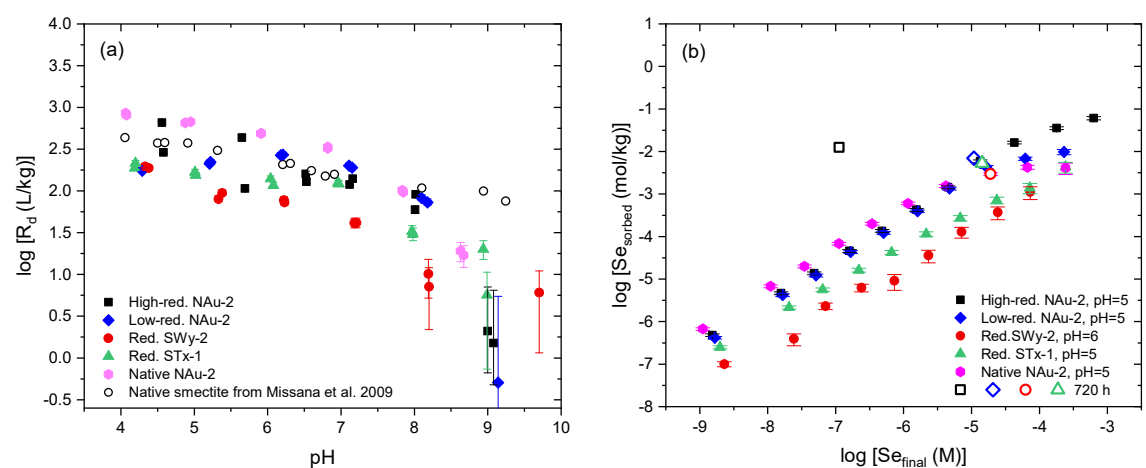 (a)
4.0
3.5
3.0
2.5
2.0
1.5
1.0
0.5
0.0
-0.5
log [R_d (L/kg)]
High-red. NAu-2
Low-red. NAu-2
Red. SWy-2
Red. STx-1
Native NAu-2
Native smectite from Missana et al. 2009
4 5 6 7 8 9 10
pH
(b)
2
1
0
-1
-2
-3
-4
-5
-6
-7
-8
log [Se_sorbed (mol/kg)]
High-red. NAu-2, pH=5
Low-red. NAu-2, pH=5
Red.SWy-2, pH=6
Red. STx-1, pH=5
Native NAu-2, pH=5
720 h
-9 -8 -7 -6 -5 -4 -3
log [Se_final (M)]